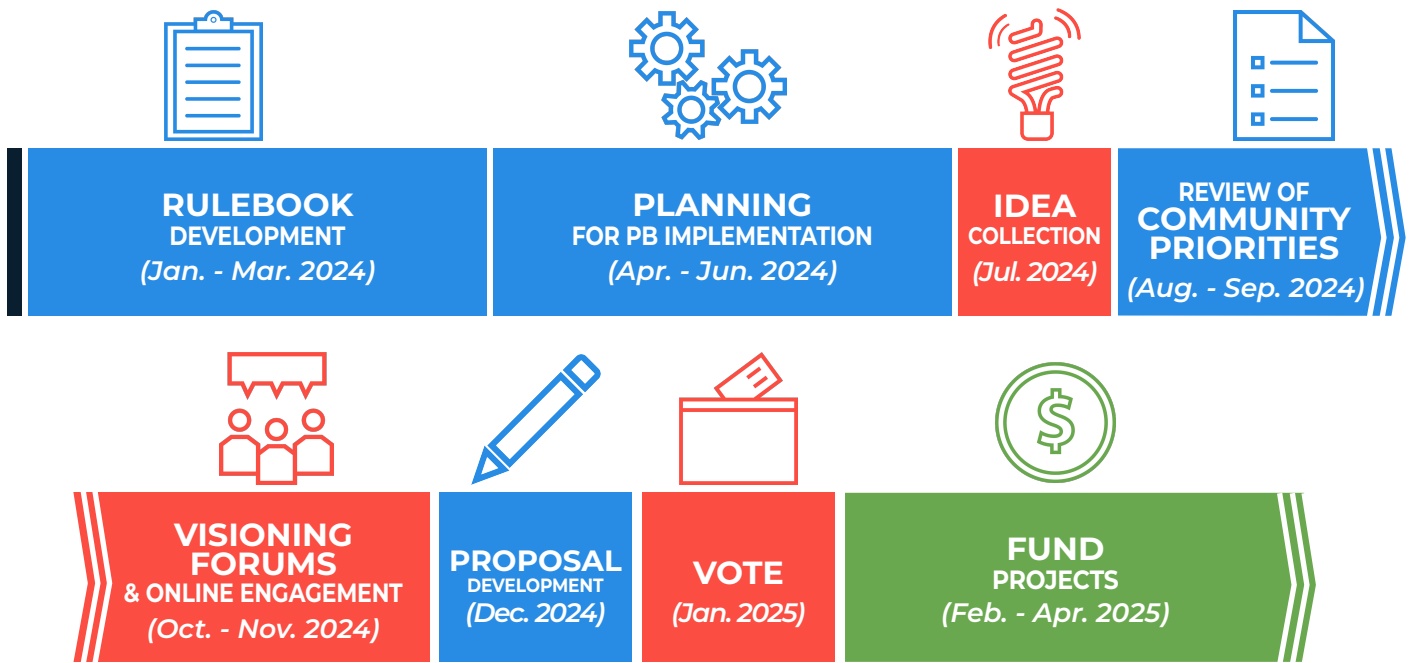 RULEBOOK
DEVELOPMENT
(Jan. - Mar. 2024)
PLANNING
FOR PB IMPLEMENTATION
(Apr. - Jun. 2024)
IDEA
COLLECTION
(Jul. 2024)
REVIEW OF
COMMUNITY
PRIORITIES
(Aug. - Sep. 2024)
VISIONING
FORUMS
& ONLINE ENGAGEMENT
(Oct. - Nov. 2024)
PROPOSAL
DEVELOPMENT
(Dec. 2024)
VOTE
(Jan. 2025)
$
FUND
PROJECTS
(Feb. - Apr. 2025)